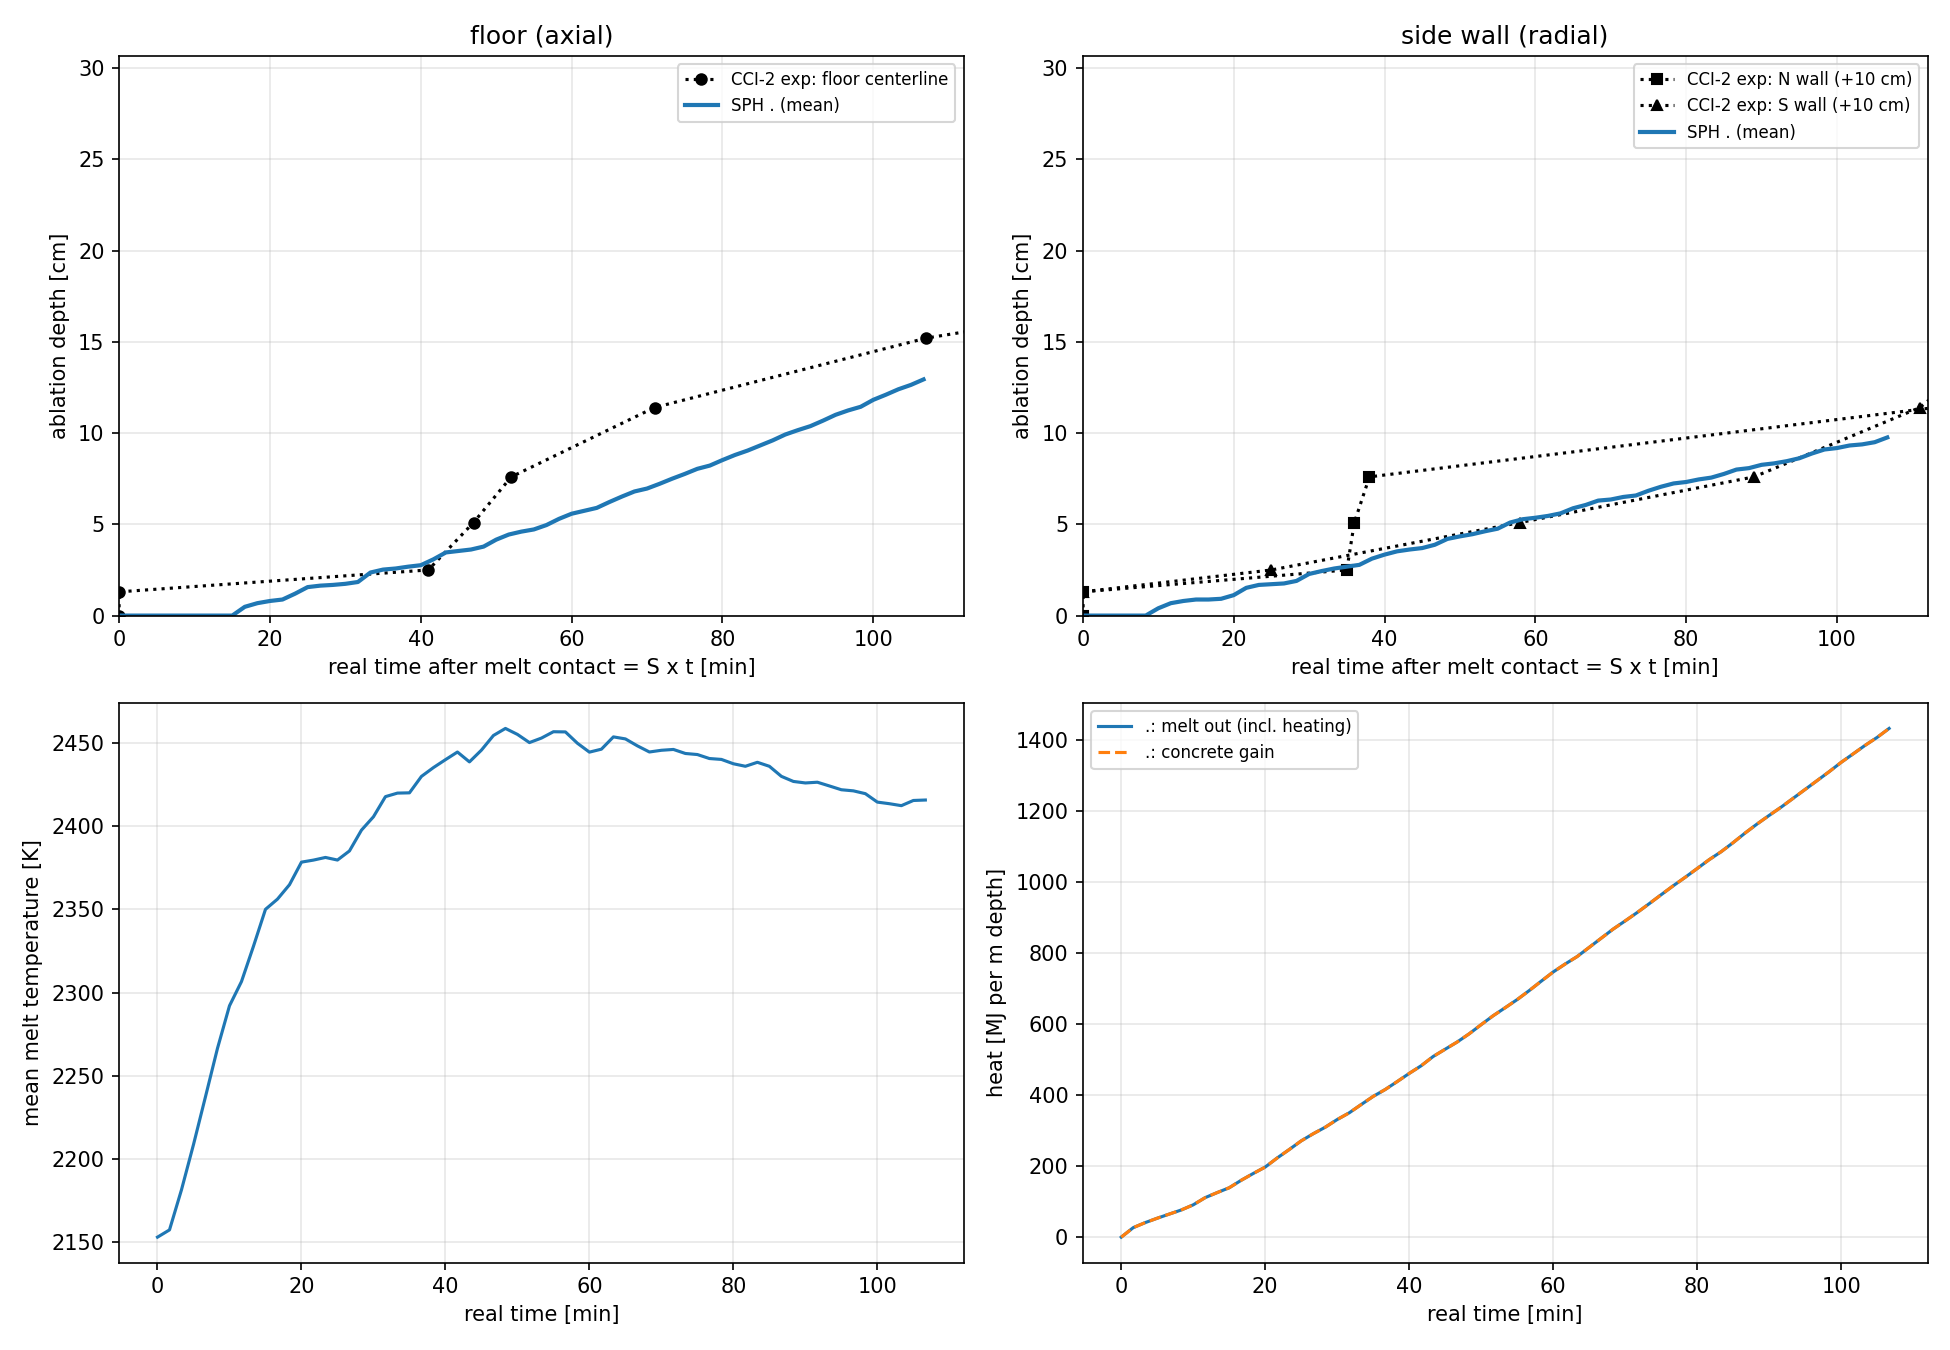 floor (axial)
30
25
20
15
10
5
0
ablation depth [cm]
CCI-2 exp: floor centerline
SPH . (mean)
0 20 40 60 80 100
real time after melt contact = S x t [min]
side wall (radial)
30
25
20
15
10
5
0
ablation depth [cm]
CCI-2 exp: N wall (+10 cm)
CCI-2 exp: S wall (+10 cm)
SPH . (mean)
0 20 40 60 80 100
real time after melt contact = S x t [min]
2450
2400
2350
2300
2250
2200
2150
mean melt temperature [K]
0 20 40 60 80 100
real time [min]
1400
1200
1000
800
600
400
200
0
heat [MJ per m depth]
.: melt out (incl. heating)
.: concrete gain
0 20 40 60 80 100
real time [min]